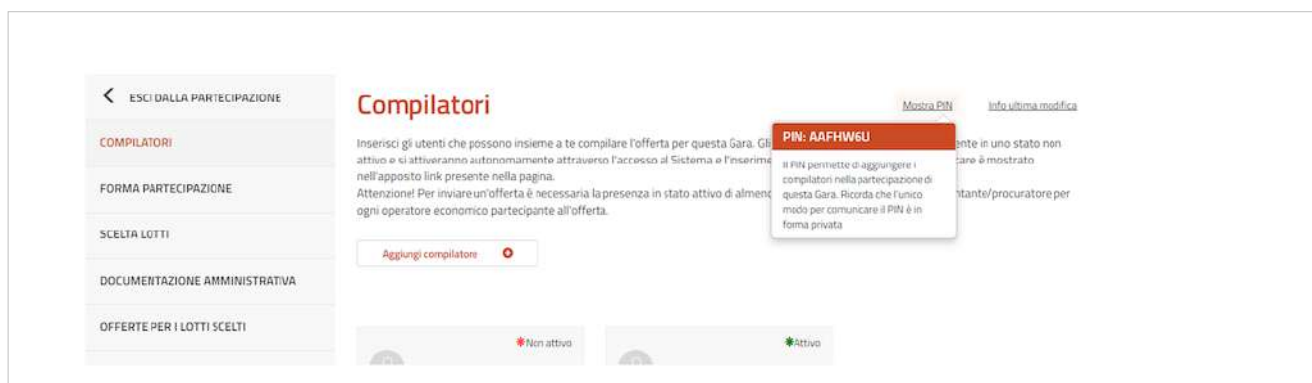 ESCI DALLA PARTECIPAZIONE
COMPILATORI
FORMA PARTECIPAZIONE
SCELTA LOTTI
DOCUMENTAZIONE AMMINISTRATIVA
OFFERTE PER I LOTTI SCELTI
Compilatori
Mostra PIN
Info ultima modifica
Inserisci gli utenti che possono insieme a te compilare l'offerta per questa Gara. Gli
ente in uno stato non
attivo e si attiveranno autonomamente attraverso l'accesso al Sistema e l'inserime
care è mostrato
nell'apposito link presente nella pagina.
Attenzione! Per inviare un'offerta è necessaria la presenza in stato attivo di almeno
ntante/procuratore per
ogni operatore economico partecipante all'offerta.
PIN: AAFHW6U
Il PIN permette di aggiungere i
compilatori nella partecipazione di
questa Gara. Ricorda che l'unico
modo per comunicare il PIN è in
forma privata
Aggiungi compilatore
Non attivo
Attivo